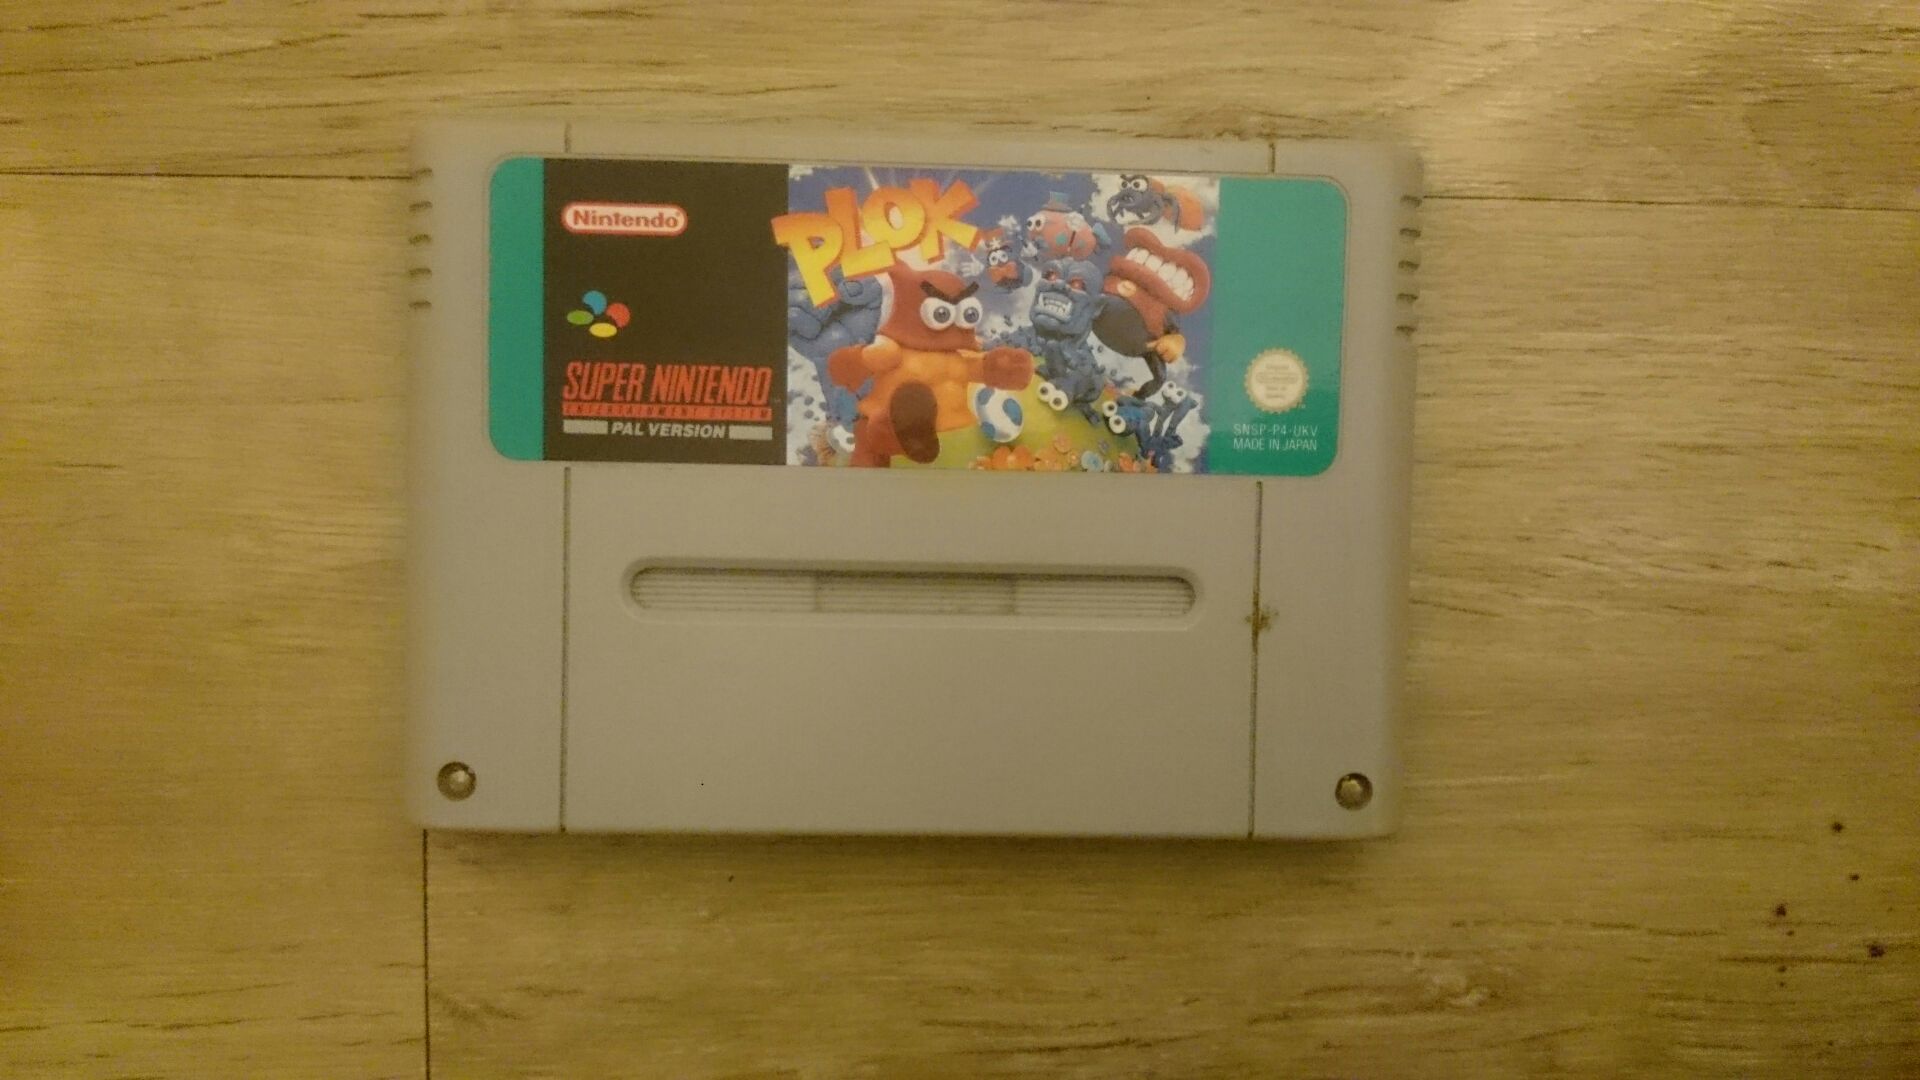 Nintendo
PLOK
SUPER NINTENDO
ENTERTAINMENT SYSTEM
PAL VERSION
SNSP-P4-UKV
MADE IN JAPAN